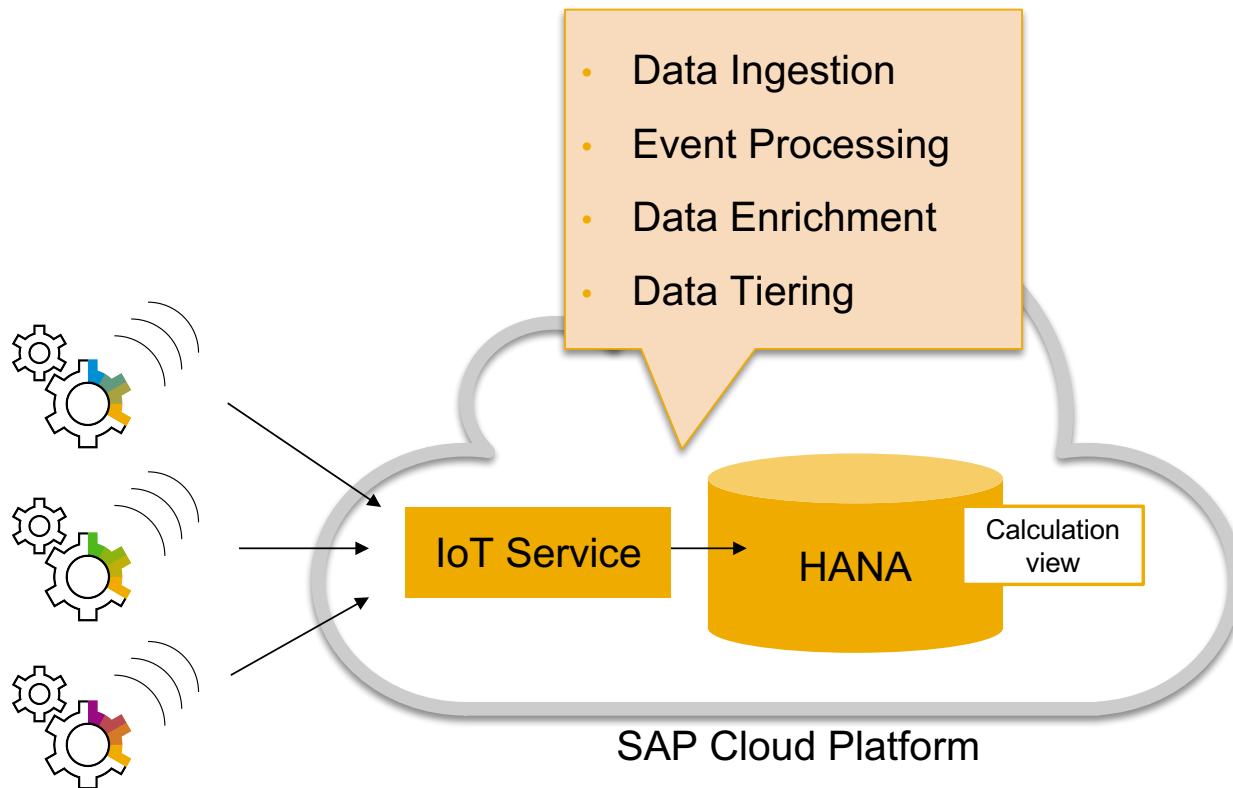 • Data Ingestion
• Event Processing
• Data Enrichment
• Data Tiering
IoT Service
HANA
Calculation
view
SAP Cloud Platform